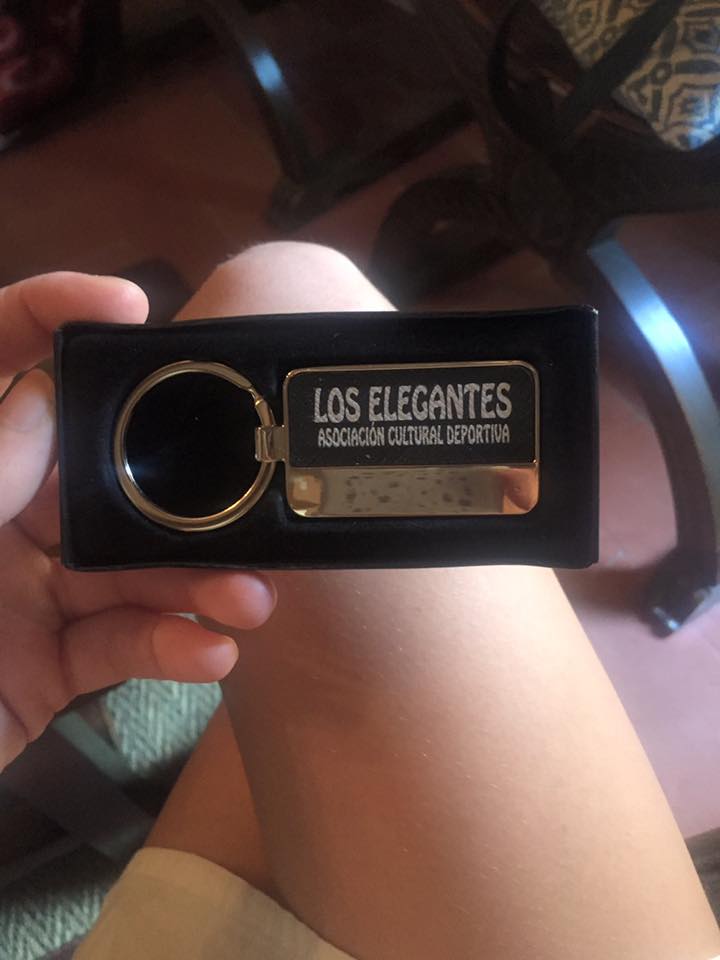 LOS ELEGANTES
ASOCIACIÓN CULTURAL DEPORTIVA